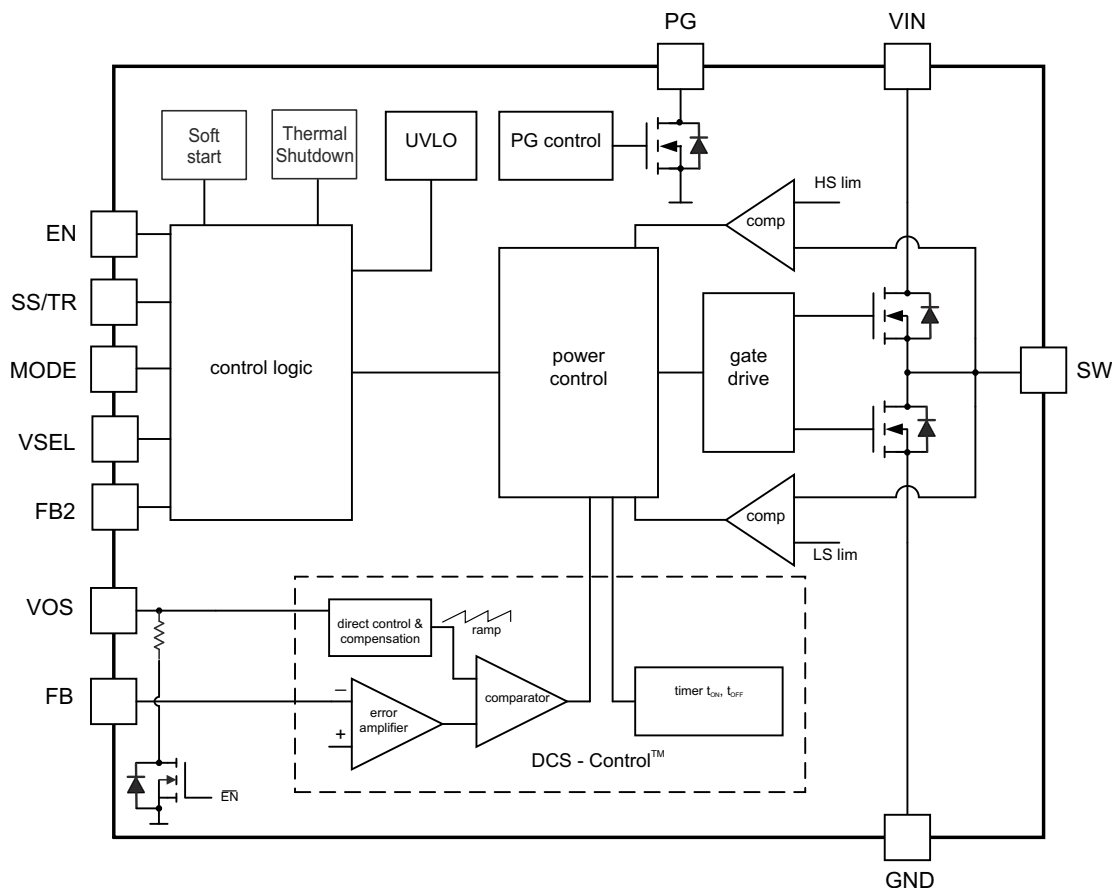 PG
VIN
Soft
start
Thermal
Shutdown
UVLO
PG control
HS lim
comp
EN
SS/TR
MODE
VSEL
FB2
control logic
power
control
gate
drive
SW
comp
LS lim
VOS
direct control &
compensation
ramp
FB
–
error
amplifier
+
comparator
timer tON, tOFF
DCS - Control™
EN
GND